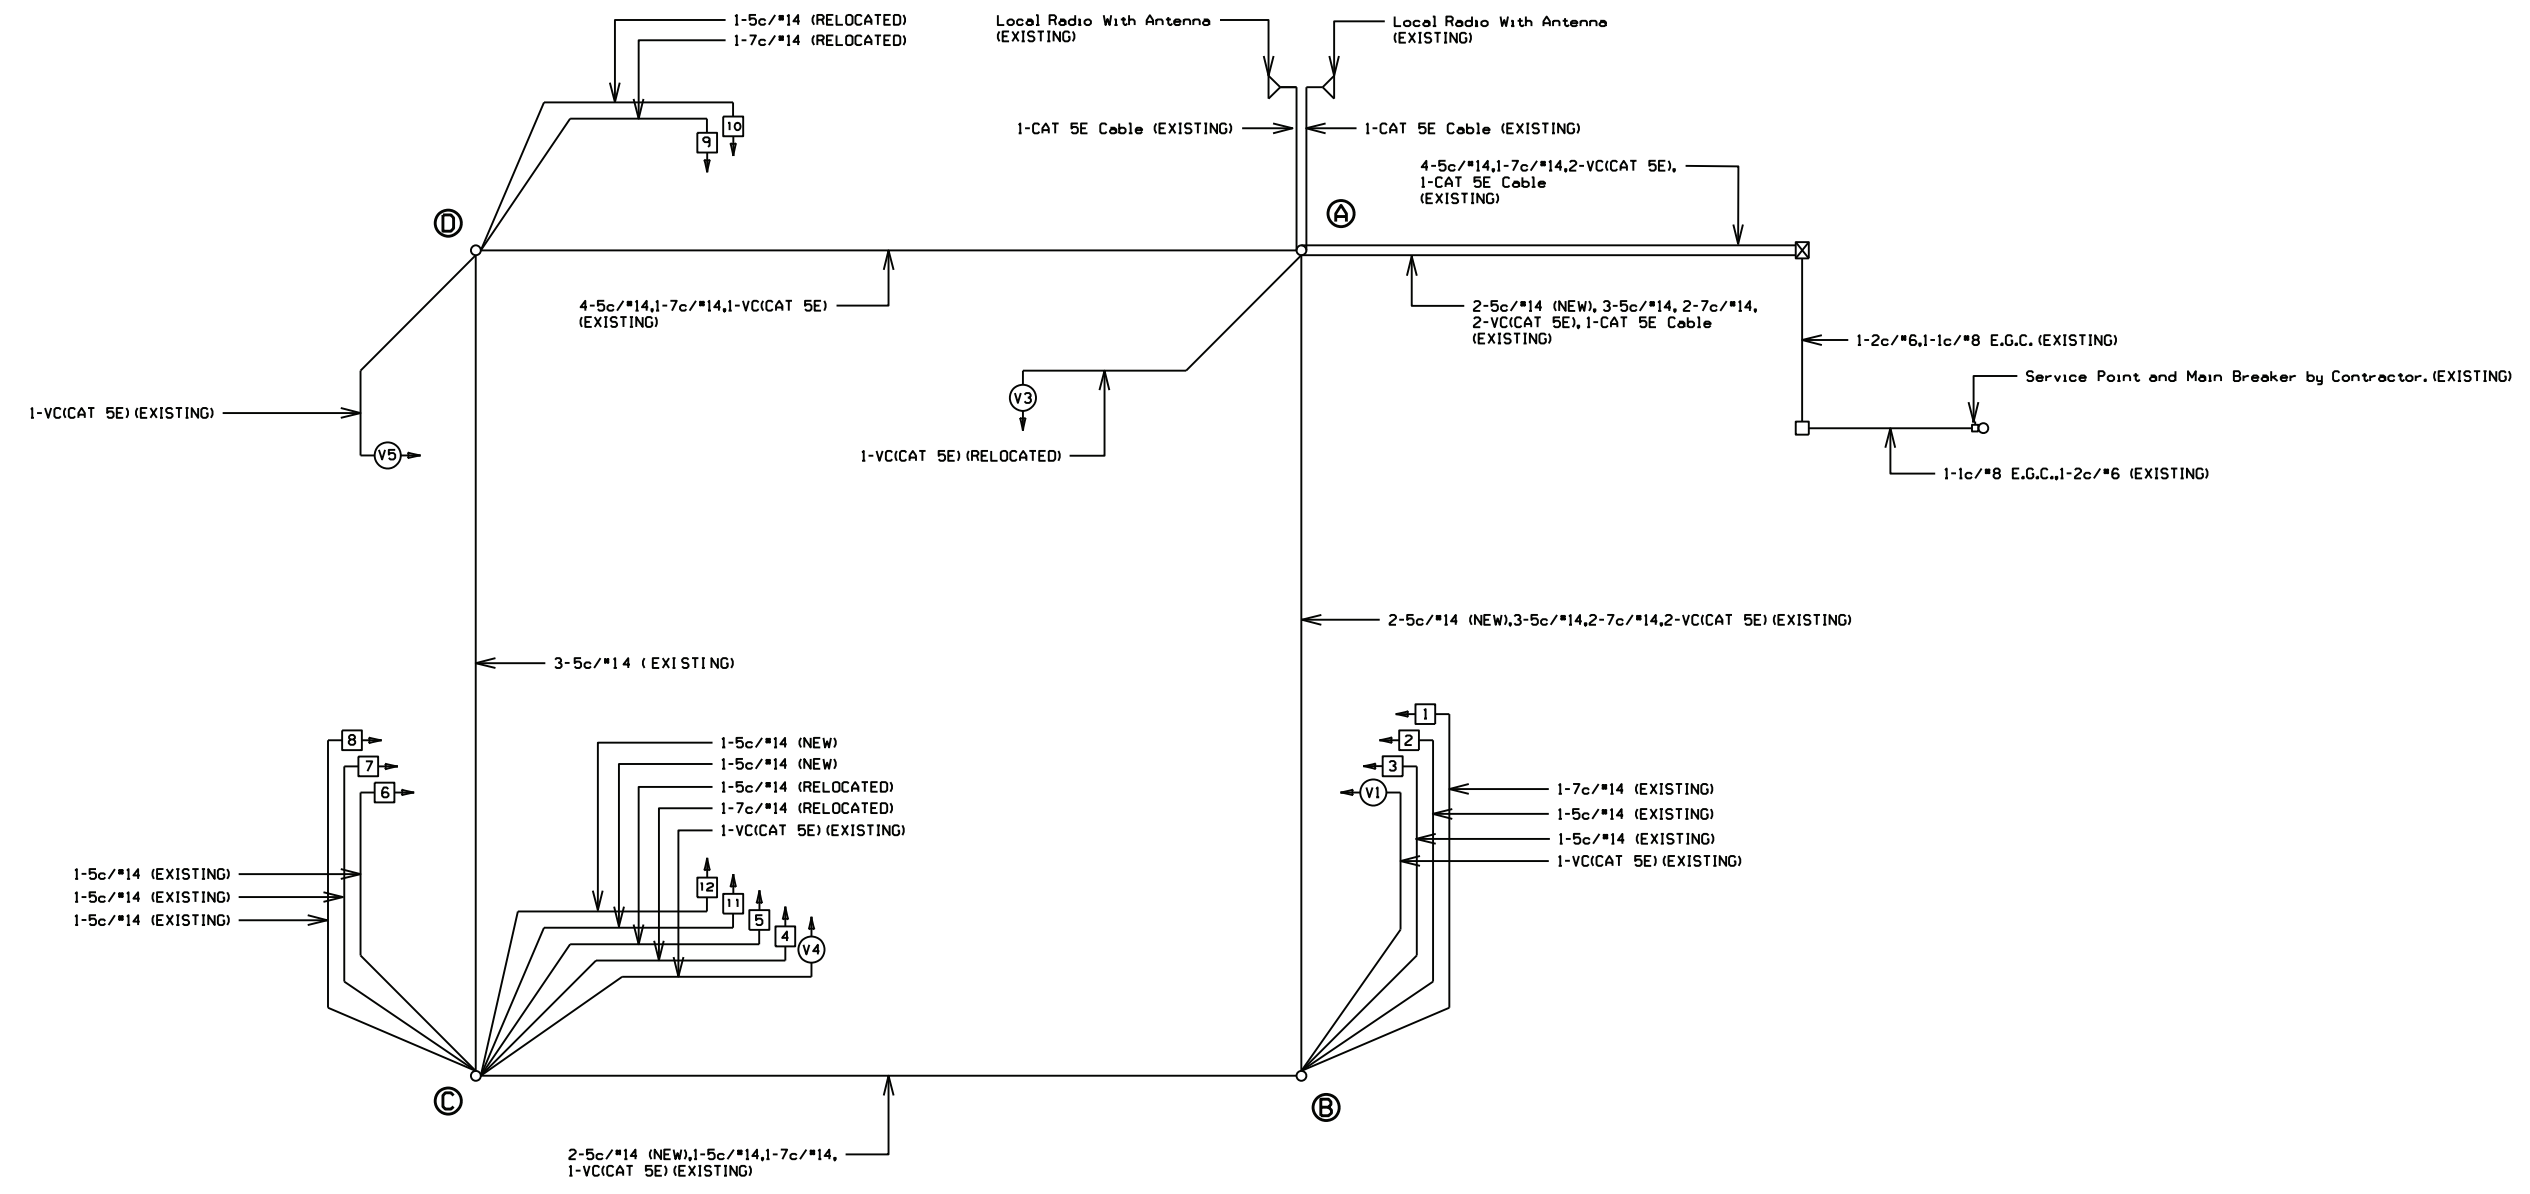 1-5c/#14 (RELOCATED)
1-7c/#14 (RELOCATED)
Local Radio With Antenna
(EXISTING)
Local Radio With Antenna
(EXISTING)
10
9
1-CAT 5E Cable (EXISTING)
1-CAT 5E Cable (EXISTING)
4-5c/#14,1-7c/#14,2-VC(CAT 5E),
1-CAT 5E Cable
(EXISTING)
D
A
4-5c/#14,1-7c/#14,1-VC(CAT 5E)
(EXISTING)
2-5c/#14 (NEW), 3-5c/#14, 2-7c/#14,
2-VC(CAT 5E), 1-CAT 5E Cable
(EXISTING)
1-2c/#6,1-1c/#8 E.G.C. (EXISTING)
Service Point and Main Breaker by Contractor. (EXISTING)
V3
1-VC(CAT 5E) (EXISTING)
V5
1-VC(CAT 5E) (RELOCATED)
1-1c/#8 E.G.C.,1-2c/#6 (EXISTING)
2-5c/#14 (NEW),3-5c/#14,2-7c/#14,2-VC(CAT 5E) (EXISTING)
3-5c/#14 (EXISTING)
8
7
6
1-5c/#14 (NEW)
1-5c/#14 (NEW)
1-5c/#14 (RELOCATED)
1-7c/#14 (RELOCATED)
1-VC(CAT 5E) (EXISTING)
1
2
3
V1
1-7c/#14 (EXISTING)
1-5c/#14 (EXISTING)
1-5c/#14 (EXISTING)
1-VC(CAT 5E) (EXISTING)
1-5c/#14 (EXISTING)
1-5c/#14 (EXISTING)
1-5c/#14 (EXISTING)
12
11
5
4
V4
C
B
2-5c/#14 (NEW),1-5c/#14,1-7c/#14,
1-VC(CAT 5E) (EXISTING)